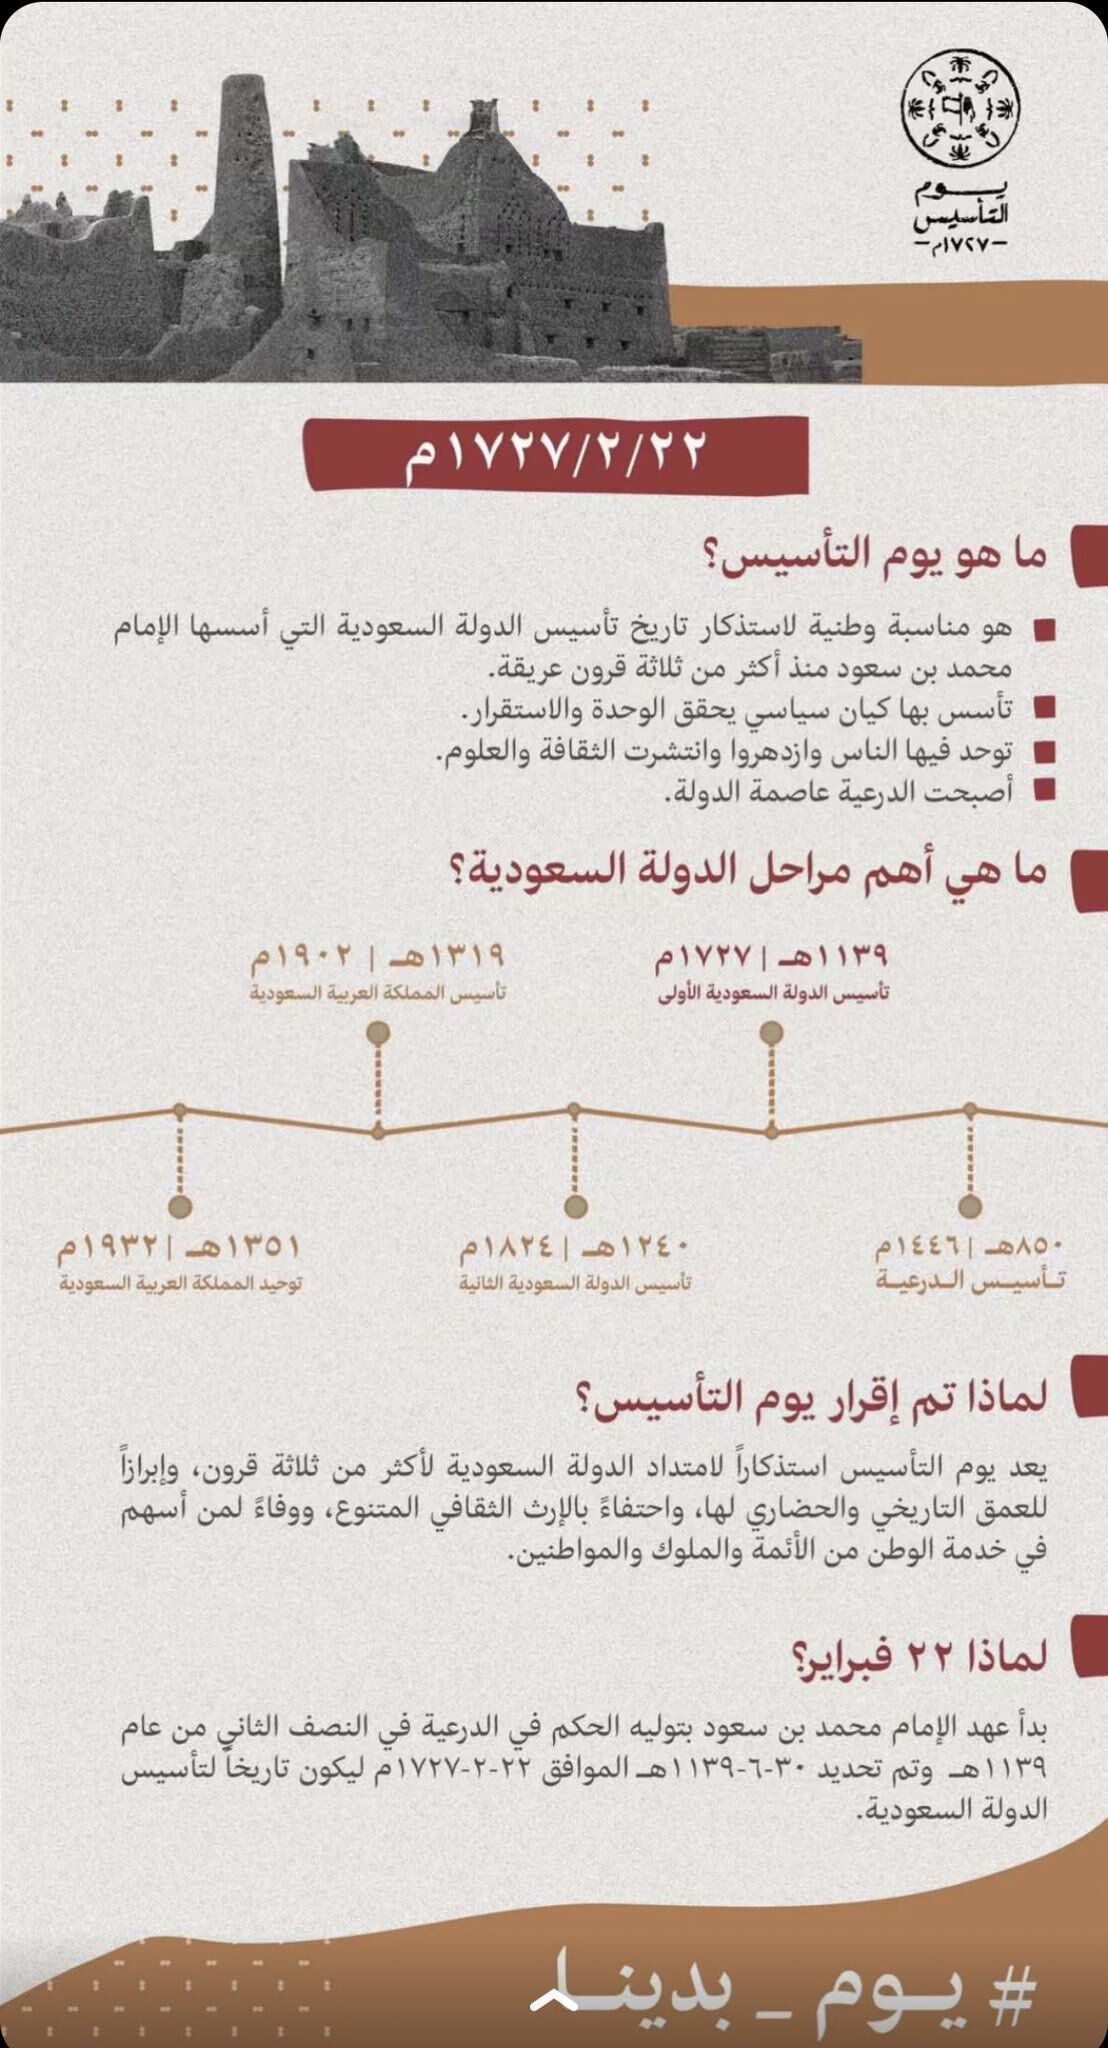 يوم
التأسيس
١٧٢٧م
٢٢/٢/١٧٢٧م
ما هو يوم التأسيس؟
هو مناسبة وطنية لاستذكار تاريخ تأسيس الدولة السعودية التي أسسها الإمام
محمد بن سعود منذ أكثر من ثلاثة قرون عريقة.
تأسس بها كيان سياسي يحقق الوحدة والاستقرار.
توحد فيها الناس وازدهروا وانتشرت الثقافة والعلوم.
أصبحت الدرعية عاصمة الدولة.
ما هي أهم مراحل الدولة السعودية؟
٨٥٠هـ | ١٤٤٦م
تأسيس الدرعية
١١٣٩هـ | ١٧٢٧م
تأسيس الدولة السعودية الأولى
١٢٤٠هـ | ١٨٢٤م
تأسيس الدولة السعودية الثانية
١٣١٩هـ | ١٩٠٢م
تأسيس المملكة العربية السعودية
١٣٥١هـ | ١٩٣٢م
توحيد المملكة العربية السعودية
لماذا تم إقرار يوم التأسيس؟
يعد يوم التأسيس استذكاراً لامتداد الدولة السعودية لأكثر من ثلاثة قرون، وإبرازاً
للعمق التاريخي والحضاري لها، واحتفاءً بالإرث الثقافي المتنوع، ووفاءً لمن أسهم
في خدمة الوطن من الأئمة والملوك والمواطنين.
لماذا ٢٢ فبراير؟
بدأ عهد الإمام محمد بن سعود بتوليه الحكم في الدرعية في النصف الثاني من عام
١١٣٩هـ وتم تحديد ٣٠-٦-١١٣٩هـ الموافق ٢٢-٢-١٧٢٧م ليكون تاريخاً لتأسيس
الدولة السعودية.
#يوم_بدينا